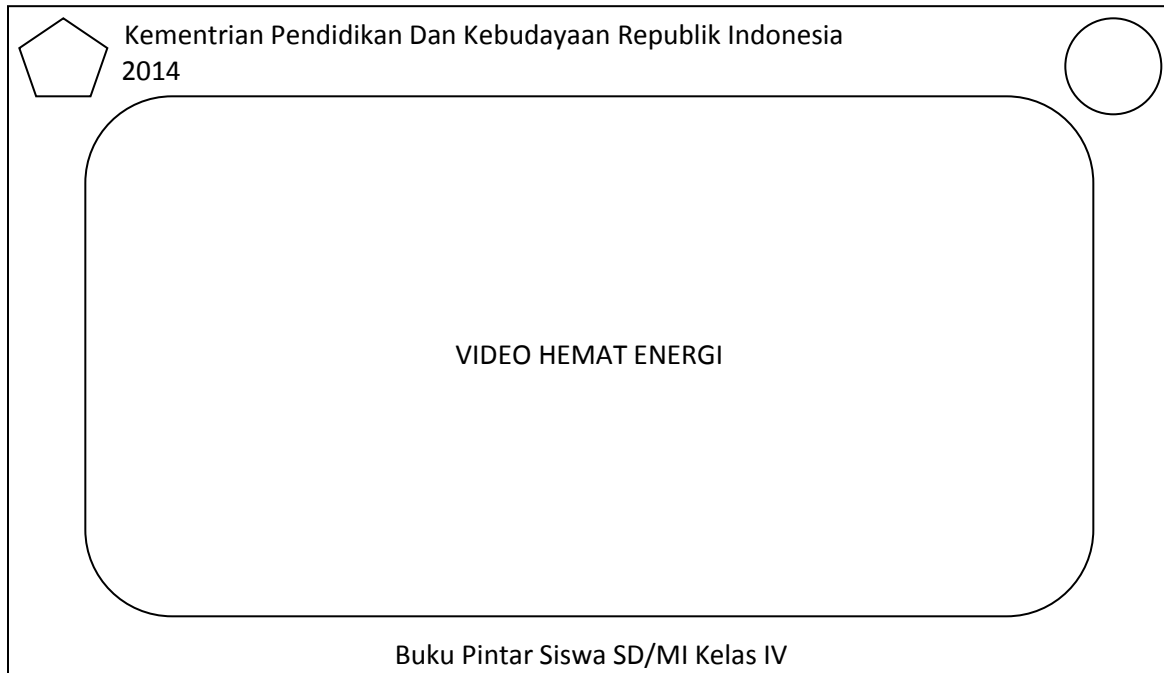 Kementrian Pendidikan Dan Kebudayaan Republik Indonesia
2014
VIDEO HEMAT ENERGI
Buku Pintar Siswa SD/MI Kelas IV